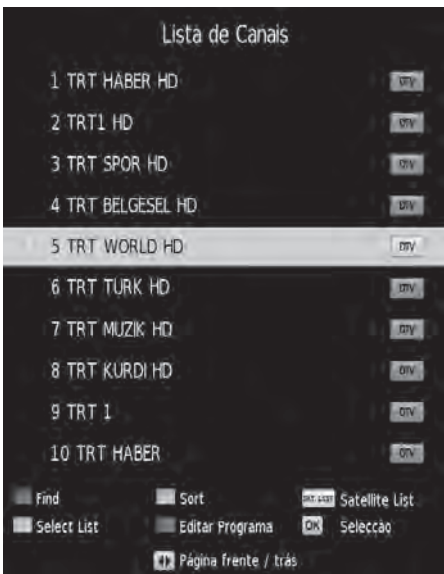 Lista de Canais
1 TRT HABER HD DTV
2 TRT1 HD DTV
3 TRT SPOR HD DTV
4 TRT BELGESEL HD DTV
5 TRT WORLD HD DTV
6 TRT TURK HD DTV
7 TRT MUZIK HD DTV
8 TRT KURDI HD DTV
9 TRT 1 DTV
10 TRT HABER DTV
Find Sort SAT. LIST Satellite List
Select List Editar Programa OK Selecção
Página frente / trás